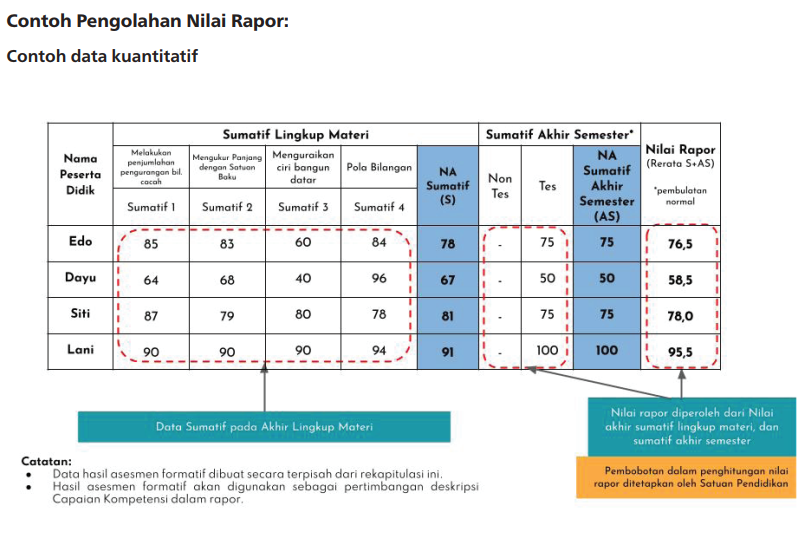 Contoh Pengolahan Nilai Rapor:
Contoh data kuantitatif
Nama
Peserta
Didik
Sumatif Lingkup Materi
Sumatif Akhir Semester*
Nilai Rapor
(Rerata S+AS)
*pembulatan
normal
Melakukan
penjumlahan
pengurangan bil.
cacah
Mengukur Panjang
dengan Satuan
Baku
Menguraikan
ciri bangun
datar
Pola Bilangan
NA
Sumatif
(S)
Non
Tes
Tes
NA
Sumatif
Akhir
Semester
(AS)
Sumatif 1
Sumatif 2
Sumatif 3
Sumatif 4
Edo 85 83 60 84 78 - 75 75 76,5
Dayu 64 68 40 96 67 - 50 50 58,5
Siti 87 79 80 78 81 - 75 75 78,0
Lani 90 90 90 94 91 - 100 100 95,5
Data Sumatif pada Akhir Lingkup Materi
Nilai rapor diperoleh dari Nilai
akhir sumatif lingkup materi, dan
sumatif akhir semester
Pembobotan dalam penghitungan nilai
rapor ditetapkan oleh Satuan Pendidikan
Catatan:
• Data hasil asesmen formatif dibuat secara terpisah dari rekapitulasi ini.
• Hasil asesmen formatif akan digunakan sebagai pertimbangan deskripsi
Capaian Kompetensi dalam rapor.